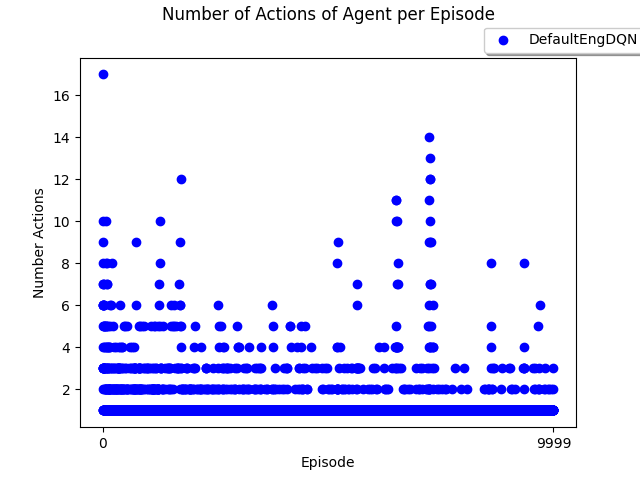 Number of Actions of Agent per Episode
DefaultEngDQN
16
14
12
10
8
6
4
2
Number Actions
0 9999
Episode